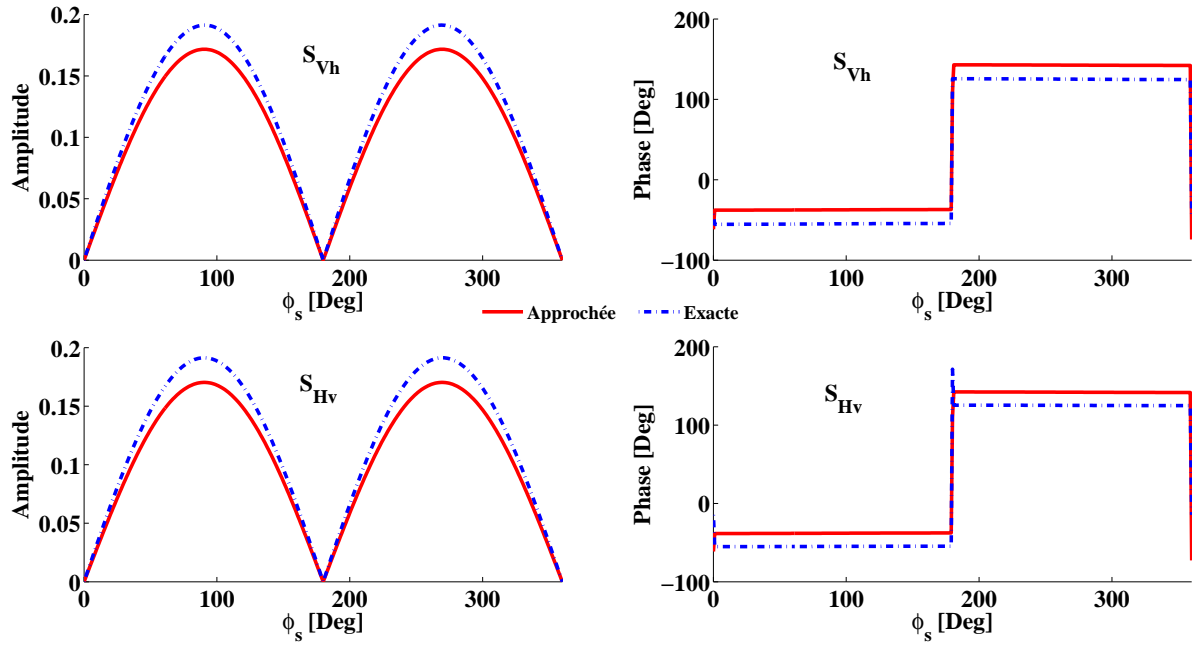 0.2
0.15
0.1
0.05
0
Amplitude
S_Vh
0 100 200 300
ϕ_s [Deg]
200
100
0
−100
Phase [Deg]
S_Vh
0 100 200 300
ϕ_s [Deg]
Approchée Exacte
0.2
0.15
0.1
0.05
0
Amplitude
S_Hv
0 100 200 300
ϕ_s [Deg]
200
100
0
−100
Phase [Deg]
S_Hv
0 100 200 300
ϕ_s [Deg]